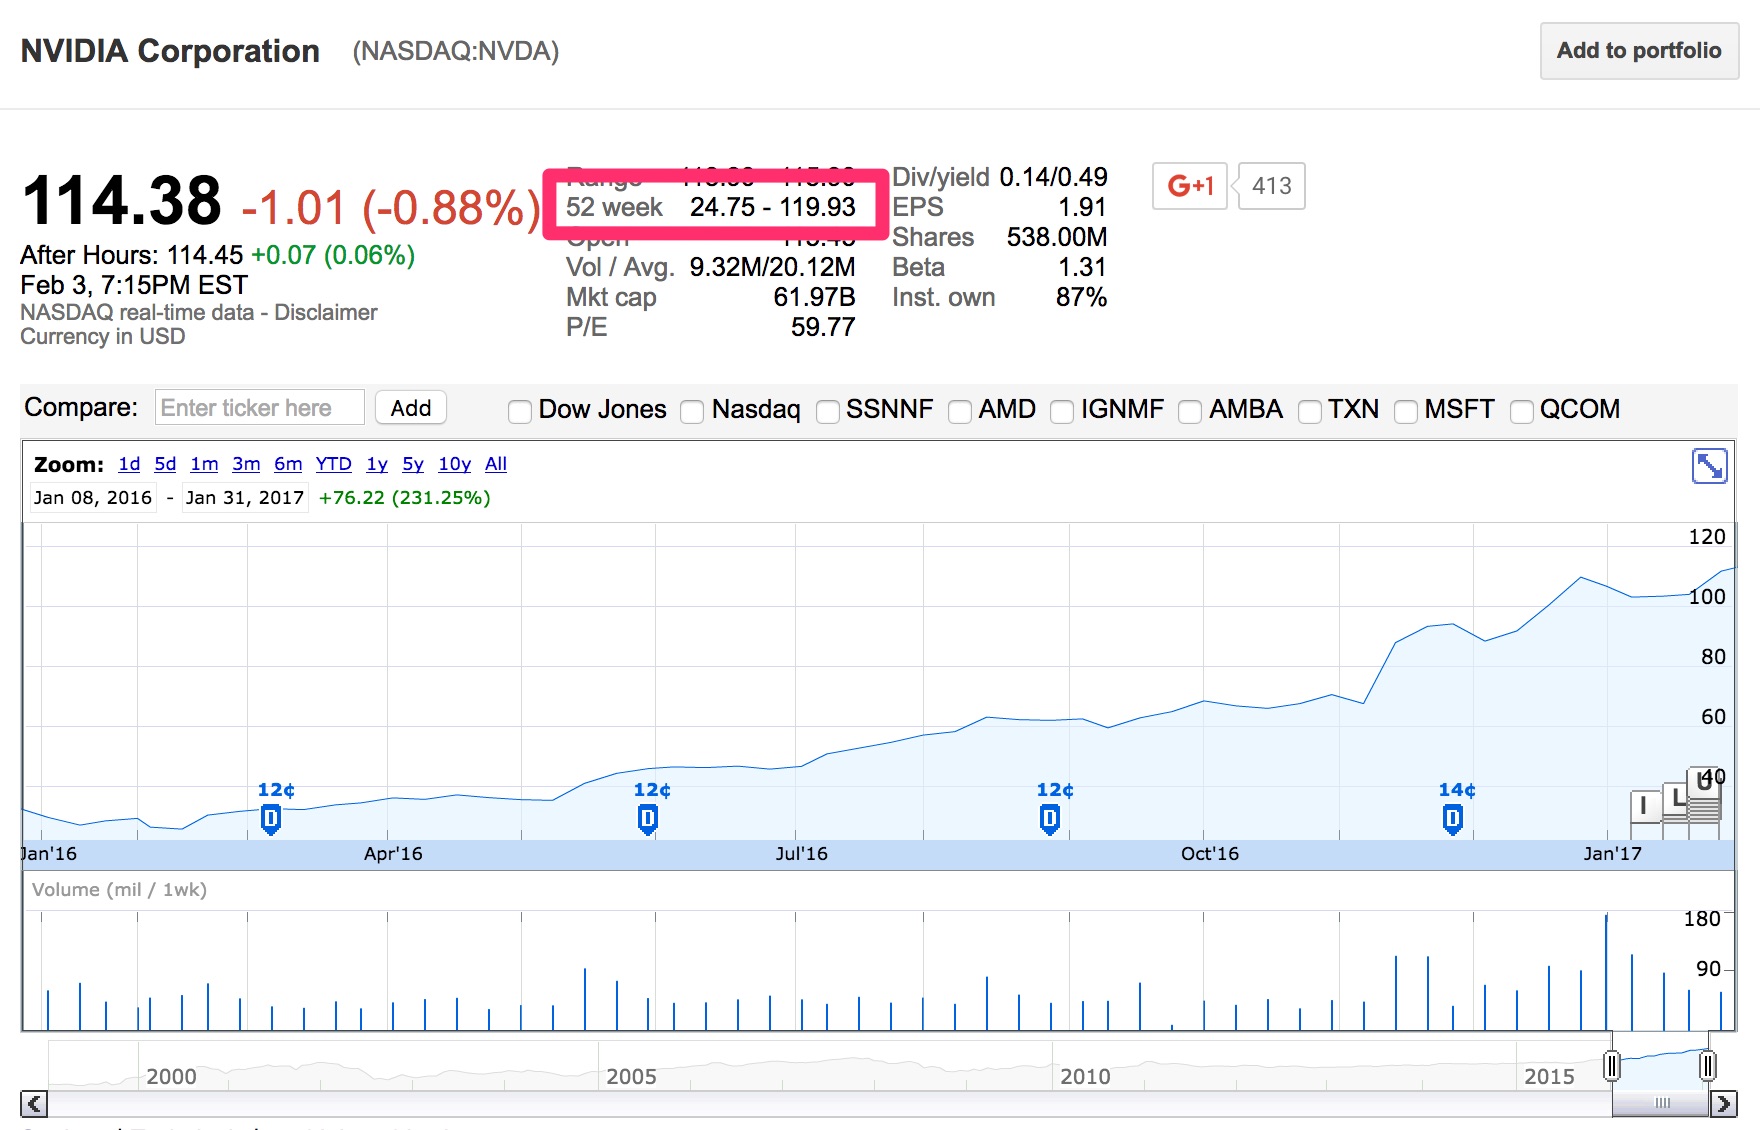 NVIDIA Corporation (NASDAQ:NVDA)
Add to portfolio
114.38 -1.01 (-0.88%)
After Hours: 114.45 +0.07 (0.06%)
Feb 3, 7:15PM EST
NASDAQ real-time data - Disclaimer
Currency in USD
Range
52 week 24.75 - 119.93
Open
Vol / Avg. 9.32M/20.12M
Mkt cap 61.97B
P/E 59.77
Div/yield 0.14/0.49
EPS 1.91
Shares 538.00M
Beta 1.31
Inst. own 87%
G+1 413
Compare: Enter ticker here Add Dow Jones Nasdaq SSNNF AMD IGNMF AMBA TXN MSFT QCOM
Zoom: 1d 5d 1m 3m 6m YTD 1y 5y 10y All
Jan 08, 2016 - Jan 31, 2017 +76.22 (231.25%)
120
100
80
60
40
12¢ 12¢ 12¢ 14¢
D D D D I L U
Jan'16 Apr'16 Jul'16 Oct'16 Jan'17
Volume (mil / 1wk)
180
90
2000 2005 2010 2015